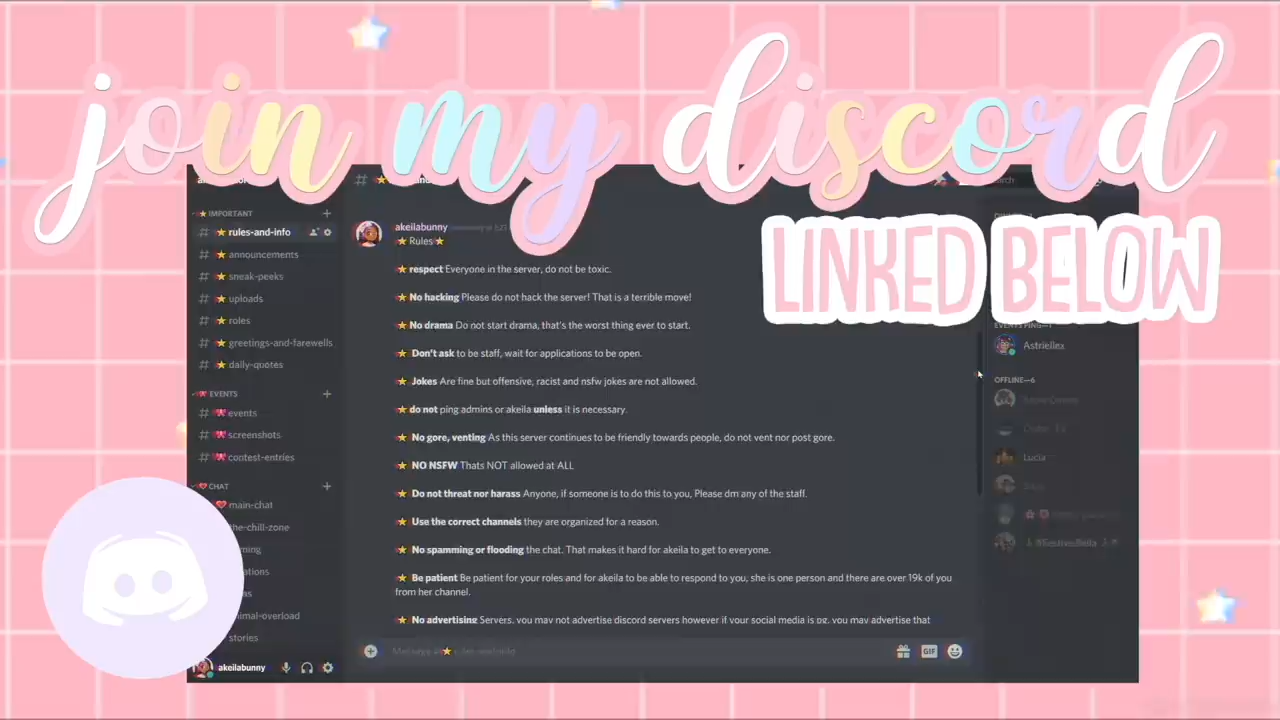 join my discord
LINKED BELOW
IMPORTANT
rules-and-info
announcements
sneak-peeks
uploads
roles
greetings-and-farewells
daily-quotes
EVENTS
events
screenshots
contest-entries
CHAT
main-chat
the-chill-zone
stories
akeilabunny
akeilabunny
Rules
respect Everyone in the server, do not be toxic.
No hacking Please do not hack the server! That is a terrible move!
No drama Do not start drama, that's the worst thing ever to start.
Don't ask to be staff, wait for applications to be open.
Jokes Are fine but offensive, racist and nsfw jokes are not allowed.
do not ping admins or akeila unless it is necessary.
No gore, venting As this server continues to be friendly towards people, do not vent nor post gore.
NO NSFW Thats NOT allowed at ALL
Do not threat nor harass Anyone, if someone is to do this to you, Please dm any of the staff.
Use the correct channels they are organized for a reason.
No spamming or flooding the chat. That makes it hard for akeila to get to everyone.
Be patient Be patient for your roles and for akeila to be able to respond to you, she is one person and there are over 19k of you
from her channel.
No advertising Servers, you may not advertise discord servers however if your social media is pg, you may advertise that
GIF
Astriellex
OFFLINE—6
Lucia